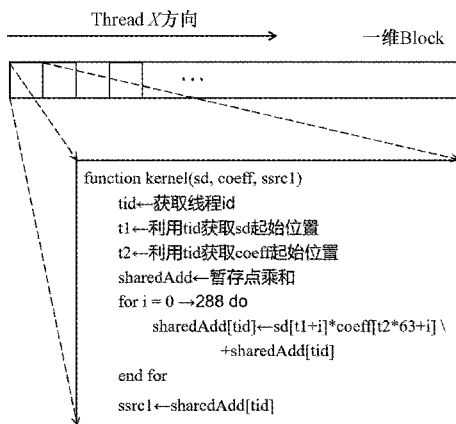 Thread X方向
一维Block
...
function kernel(sd, coeff, ssrc1)
tid←获取线程id
t1←利用tid获取sd起始位置
t2←利用tid获取coeff起始位置
sharedAdd←暂存点乘和
for i = 0 →288 do
sharedAdd[tid]←sd[t1+i]*coeff[t2*63+i] \
+sharedAdd[tid]
end for
ssrc1←sharedAdd[tid]